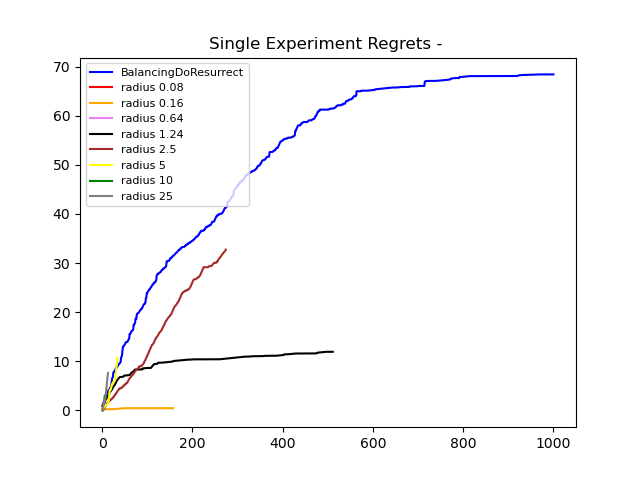 Single Experiment Regrets -
70
60
50
40
30
20
10
0
BalancingDoResurrect
radius 0.08
radius 0.16
radius 0.64
radius 1.24
radius 2.5
radius 5
radius 10
radius 25
0 200 400 600 800 1000